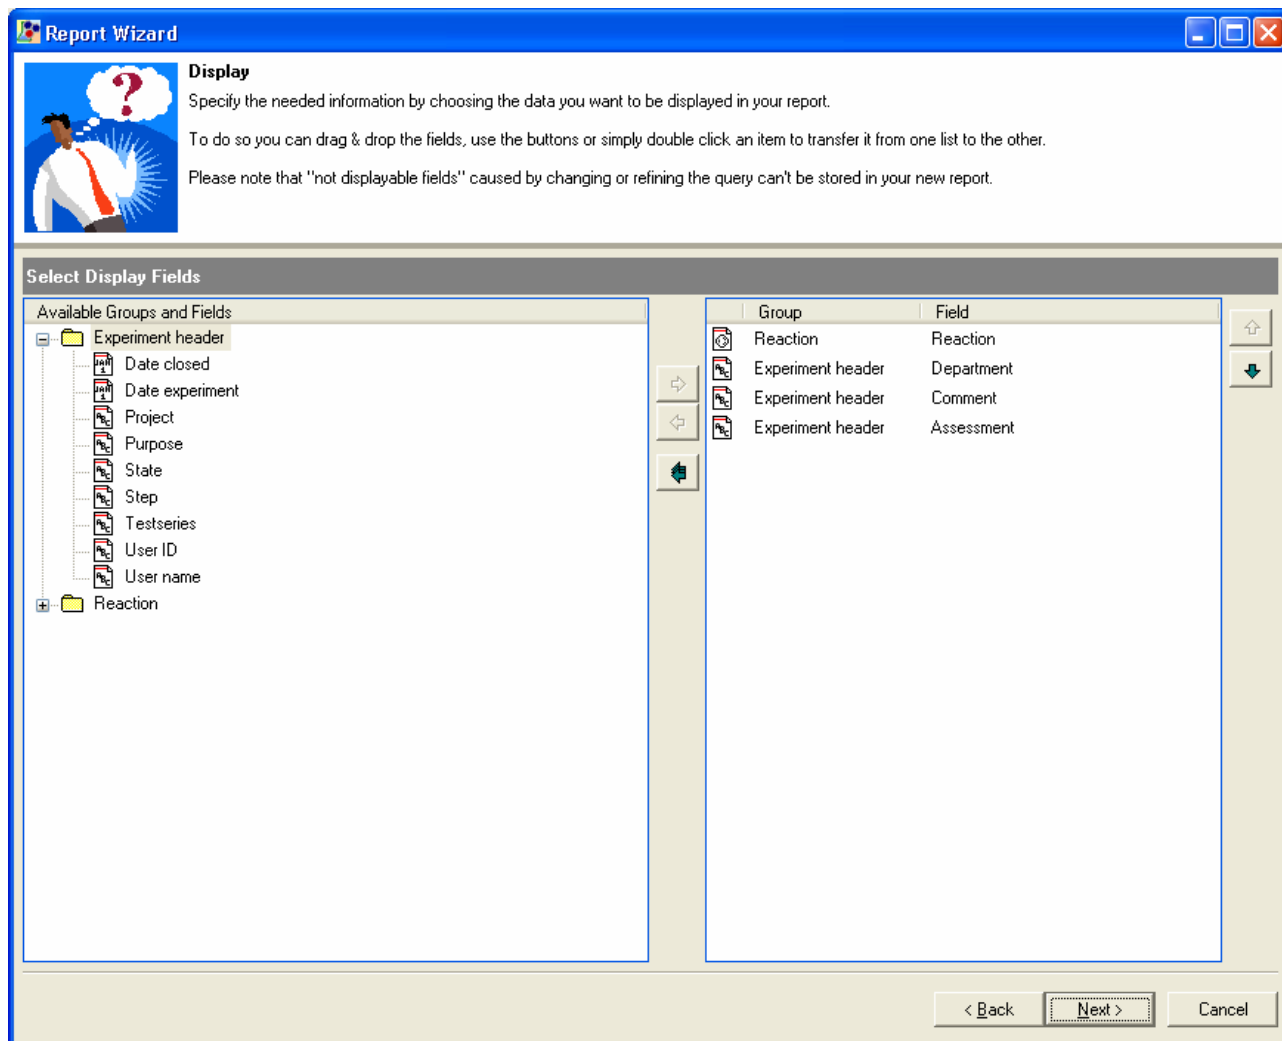 Report Wizard
Display
Specify the needed information by choosing the data you want to be displayed in your report.
To do so you can drag & drop the fields, use the buttons or simply double click an item to transfer it from one list to the other.
Please note that "not displayable fields" caused by changing or refining the query can't be stored in your new report.
Select Display Fields
Available Groups and Fields
Experiment header
Date closed
Date experiment
Project
Purpose
State
Step
Testseries
User ID
User name
Reaction
Group Field
Reaction Reaction
Experiment header Department
Experiment header Comment
Experiment header Assessment
< Back Next > Cancel